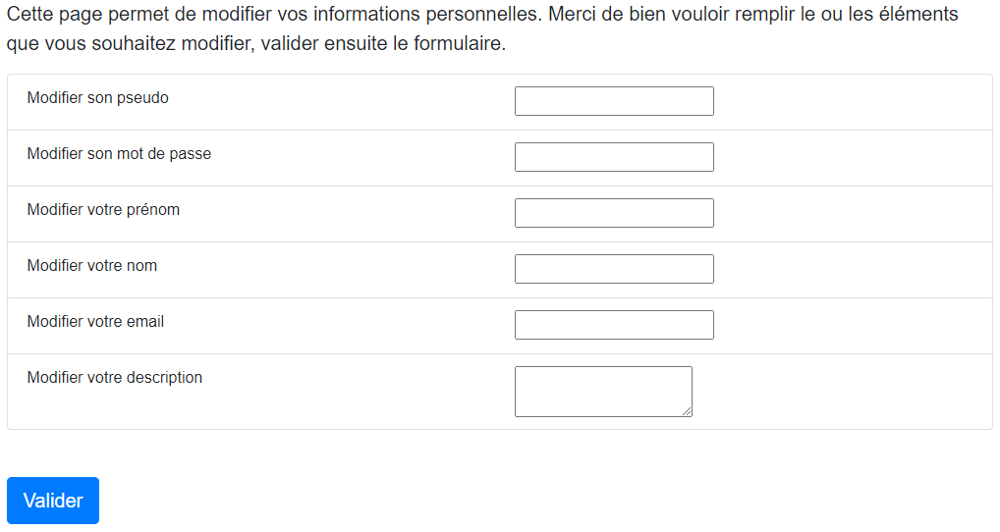 Cette page permet de modifier vos informations personnelles. Merci de bien vouloir remplir le ou les éléments
que vous souhaitez modifier, valider ensuite le formulaire.
Modifier son pseudo
Modifier son mot de passe
Modifier votre prénom
Modifier votre nom
Modifier votre email
Modifier votre description
Valider